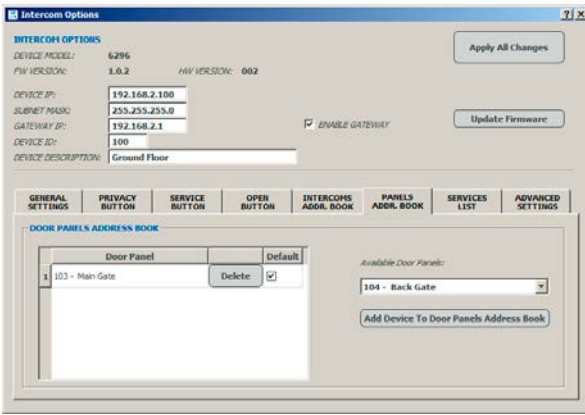 Intercom Options
INTERCOM OPTIONS
DEVICE MODEL: 6296
FW VERSION: 1.0.2 HW VERSION: 002
Apply All Changes
DEVICE IP: 192.168.2.100
SUBNET MASK: 255.255.255.0
GATEWAY IP: 192.168.2.1 ENABLE GATEWAY
Update Firmware
DEVICE ID: 100
DEVICE DESCRIPTION: Ground Floor
GENERAL SETTINGS PRIVACY BUTTON SERVICE BUTTON OPEN BUTTON INTERCOMS ADDR. BOOK PANELS ADDR. BOOK SERVICES LIST ADVANCED SETTINGS
DOOR PANELS ADDRESS BOOK
Door Panel Default
1 103 - Main Gate Delete
Available Door Panels:
104 - Back Gate
Add Device To Door Panels Address Book